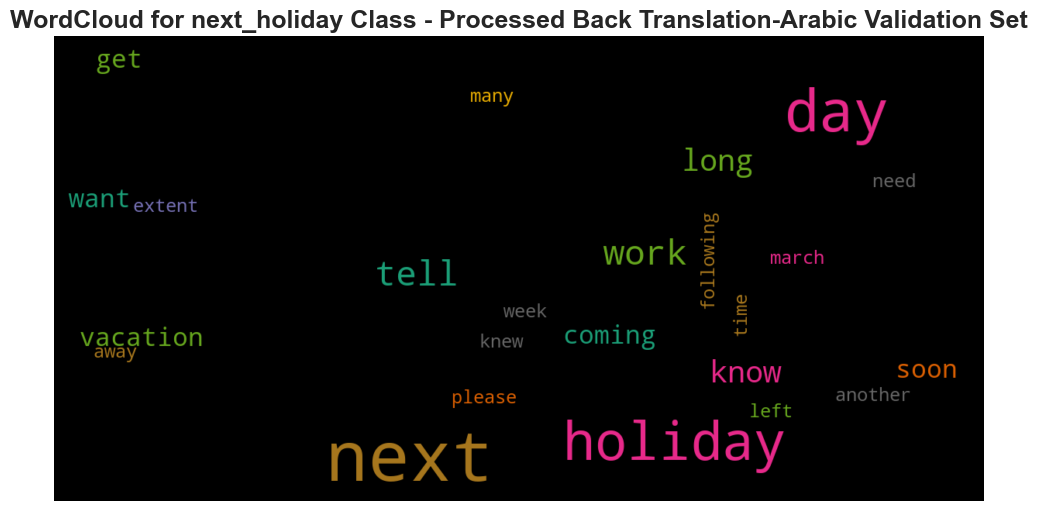 WordCloud for next_holiday Class - Processed Back Translation-Arabic Validation Set
get
many
day
long
need
want
extent
following
work
march
tell
time
week
vacation
coming
knew
away
know
soon
please
another
left
holiday
next